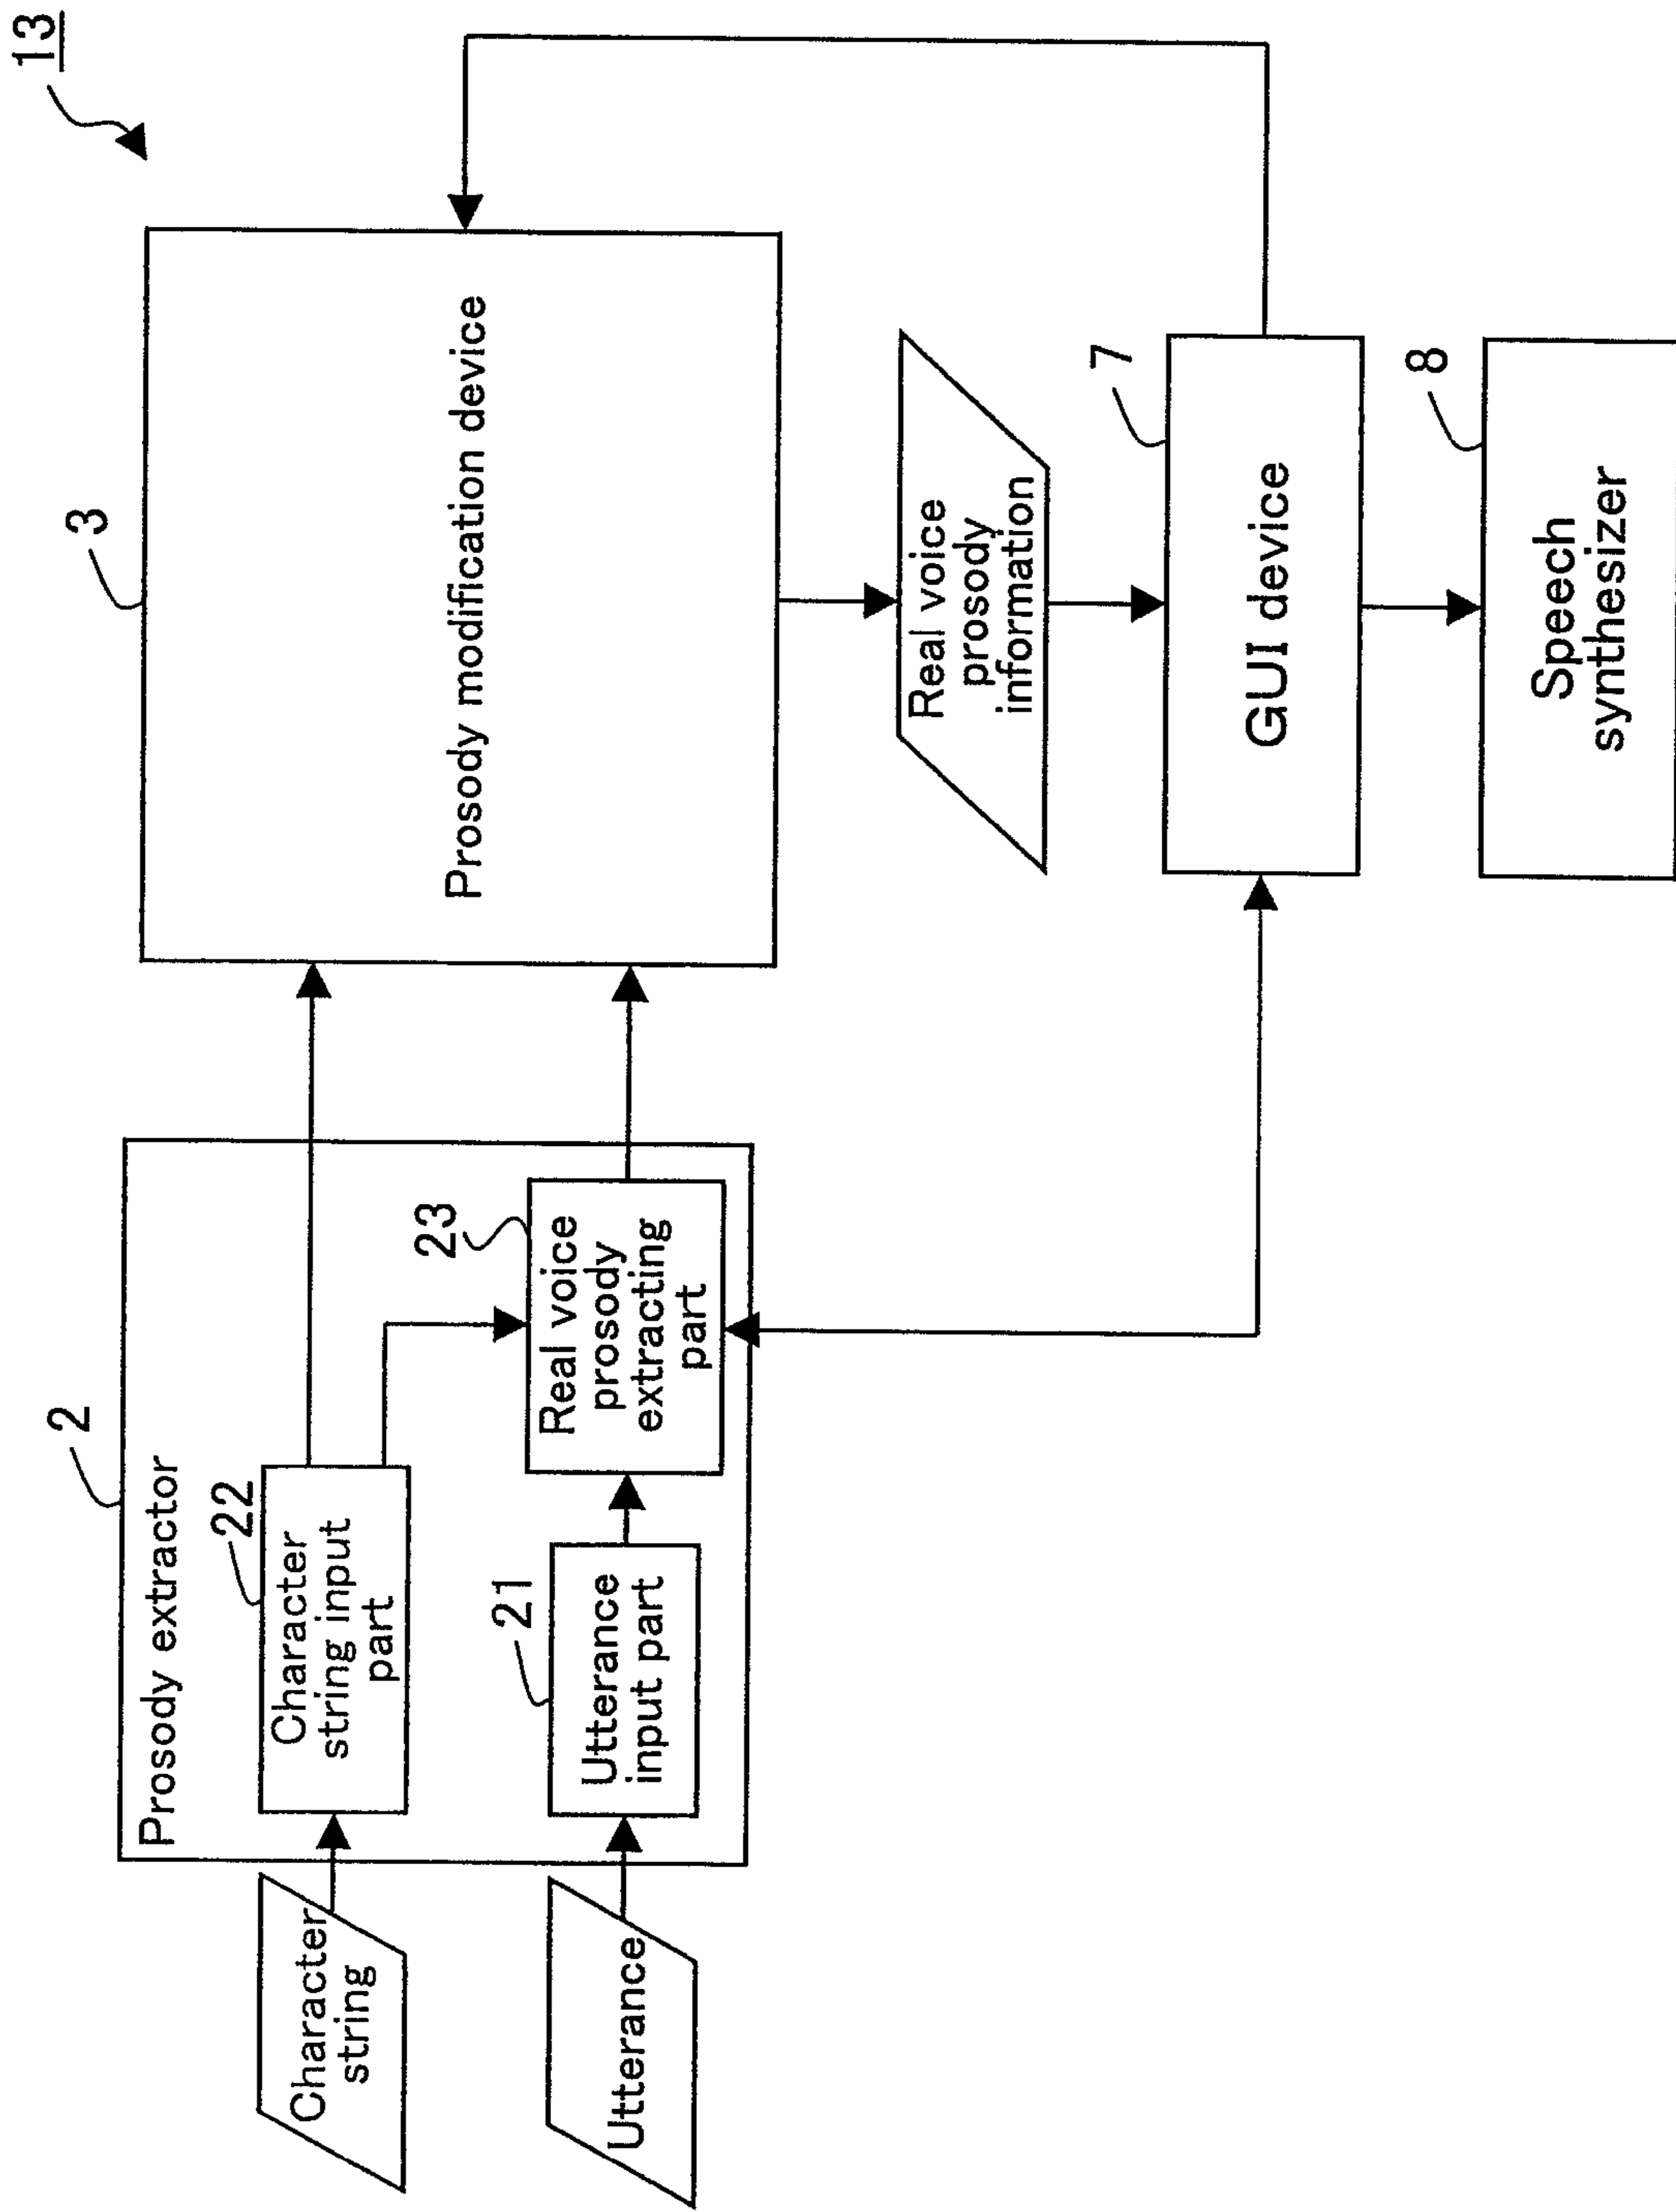 13
2
Prosody extractor
22
Character
string input
part
Character
string
21
Utterance
input part
Utterance
23
Real voice
prosody
extracting
part
3
Prosody modification device
Real voice
prosody
information
7
GUI device
8
Speech
synthesizer